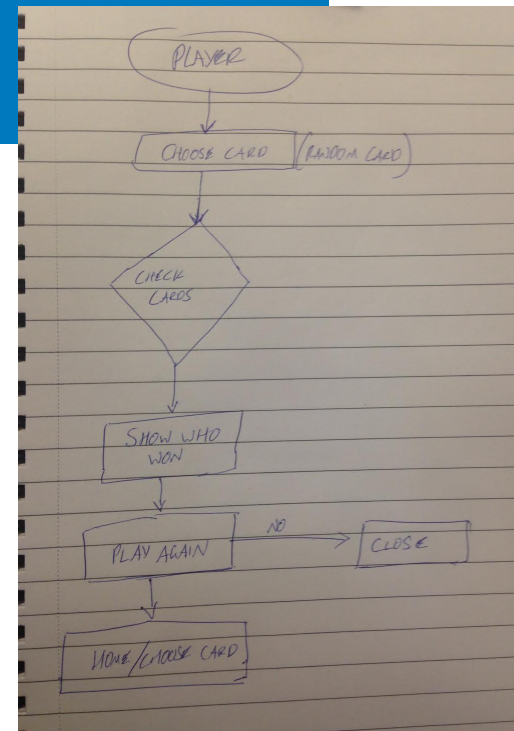 PLAYER
CHOOSE CARD (RANDOM CARD)
CHECK
CARDS
SHOW WHO
WON
PLAY AGAIN
NO
CLOSE
HOME/CHOOSE CARD